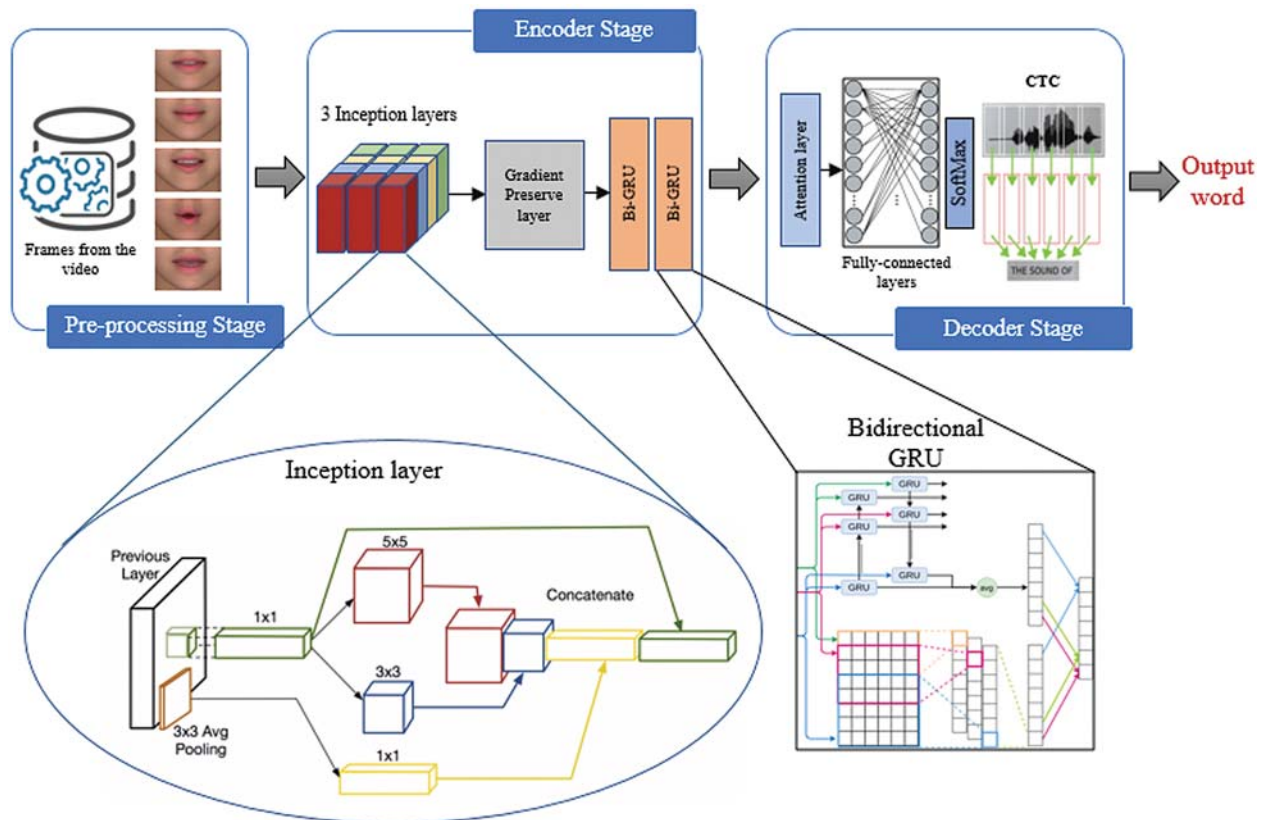 Encoder Stage
Frames from the
video
Pre-processing Stage
3 Inception layers
Gradient
Preserve
layer
Bi-GRU
Bi-GRU
Attention layer
Fully-connected
layers
SoftMax
CTC
THE SOUND OF
Decoder Stage
Output
word
Inception layer
Previous
Layer
1x1
5x5
3x3
Concatenate
3x3 Avg
Pooling
1x1
Bidirectional
GRU
GRU
GRU
GRU
GRU
GRU
GRU
avg